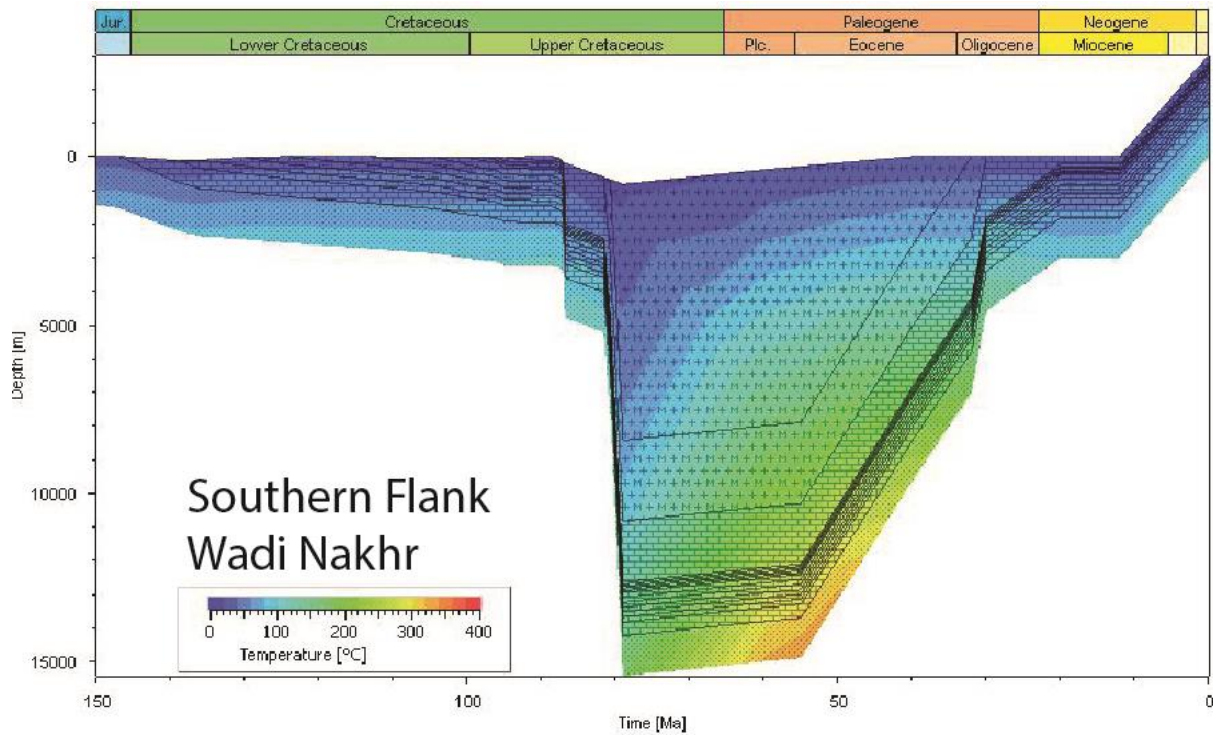 Jur. Cretaceous Paleogene Neogene
Lower Cretaceous Upper Cretaceous Plc. Eocene Oligocene Miocene
0
5000
10000
15000
Depth [m]
Southern Flank
Wadi Nakhr
0 100 200 300 400
Temperature [°C]
150 100 50 0
Time [Ma]